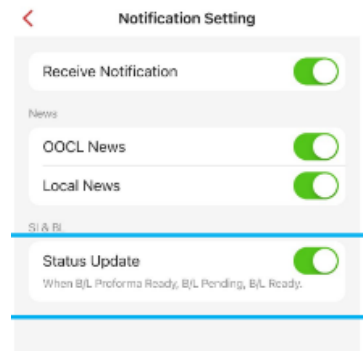 Notification Setting
Receive Notification
News
OOCL News
Local News
SI & BL
Status Update
When B/L Proforma Ready, B/L Pending, B/L Ready.